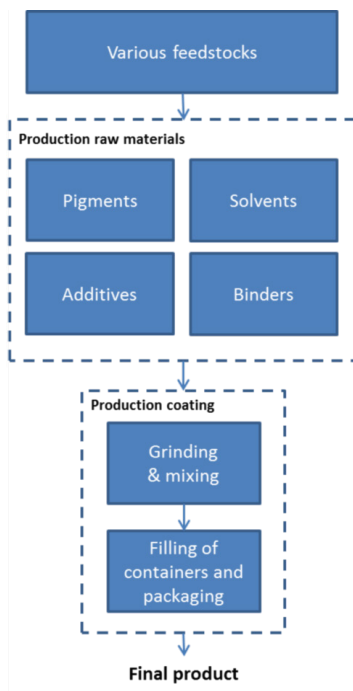 Various feedstocks
Production raw materials
Pigments
Solvents
Additives
Binders
Production coating
Grinding
& mixing
Filling of
containers and
packaging
Final product